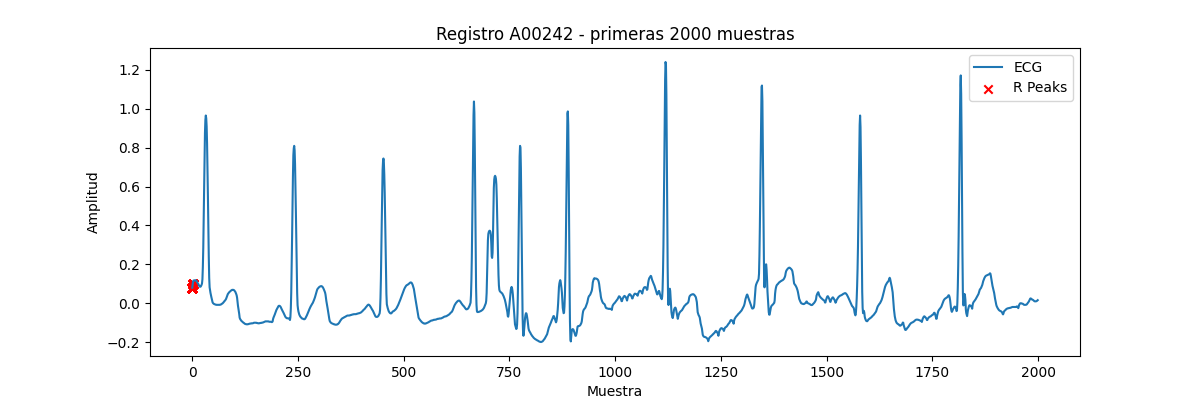 Registro A00242 - primeras 2000 muestras
ECG
R Peaks
Amplitud
1.2
1.0
0.8
0.6
0.4
0.2
0.0
−0.2
0 250 500 750 1000 1250 1500 1750 2000
Muestra